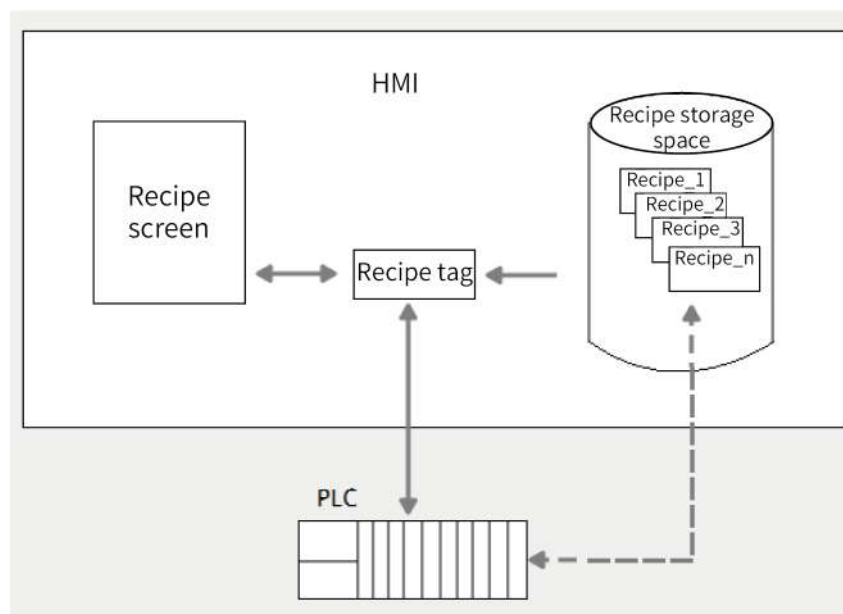 HMI
Recipe storage
space
Recipe_1
Recipe_2
Recipe_3
Recipe_n
Recipe
screen
Recipe tag
PLC